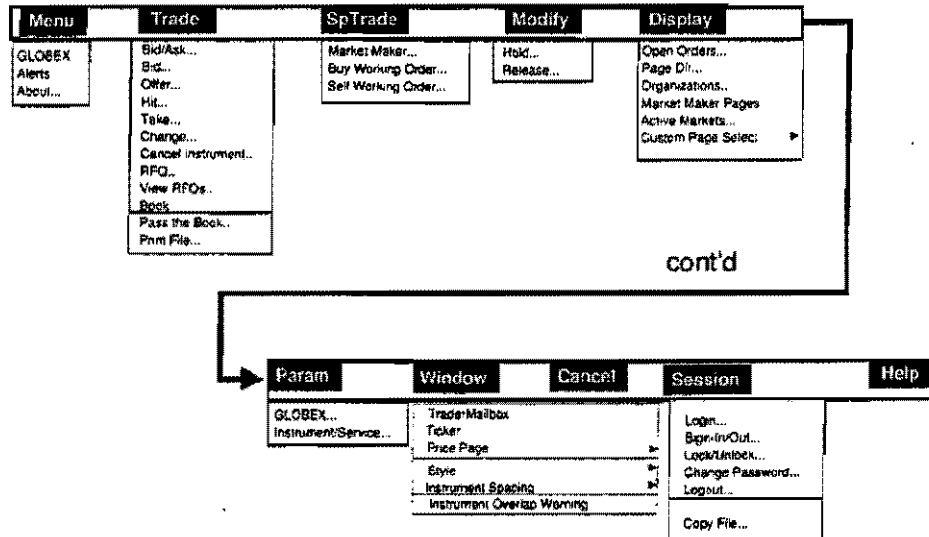 Menu
Trade
SpTrade
Modify
Display
GLOBEX
Alerts
About...
Bid/Ask...
Bid...
Offer...
Hit...
Take...
Change...
Cancel Instrument..
RFQ..
View RFQs..
Book
Pass the Book..
Print File...
Market Maker...
Buy Working Order...
Sell Working Order...
Hold...
Release...
Open Orders...
Page Dir...
Organizations..
Market Maker Pages
Active Markets...
Custom Page Select
cont'd
Param
Window
Cancel
Session
Help
GLOBEX...
Instrument/Service...
Trader Mailbox
Ticker
Price Page
Style
Instrument Spacing
Instrument Overlap Warning
Login...
Sign-In/Out...
Lock/Unlock...
Change Password...
Logout...
Copy File...